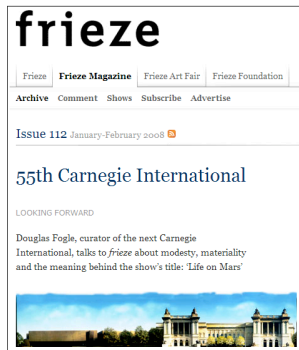 frieze
Frieze Frieze Magazine Frieze Art Fair Frieze Foundation
Archive Comment Shows Subscribe Advertise
Issue 112 January-February 2008
55th Carnegie International
LOOKING FORWARD
Douglas Fogle, curator of the next Carnegie
International, talks to frieze about modesty, materiality
and the meaning behind the show's title: 'Life on Mars'